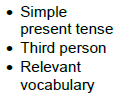 • Simple
present tense
• Third person
• Relevant
vocabulary